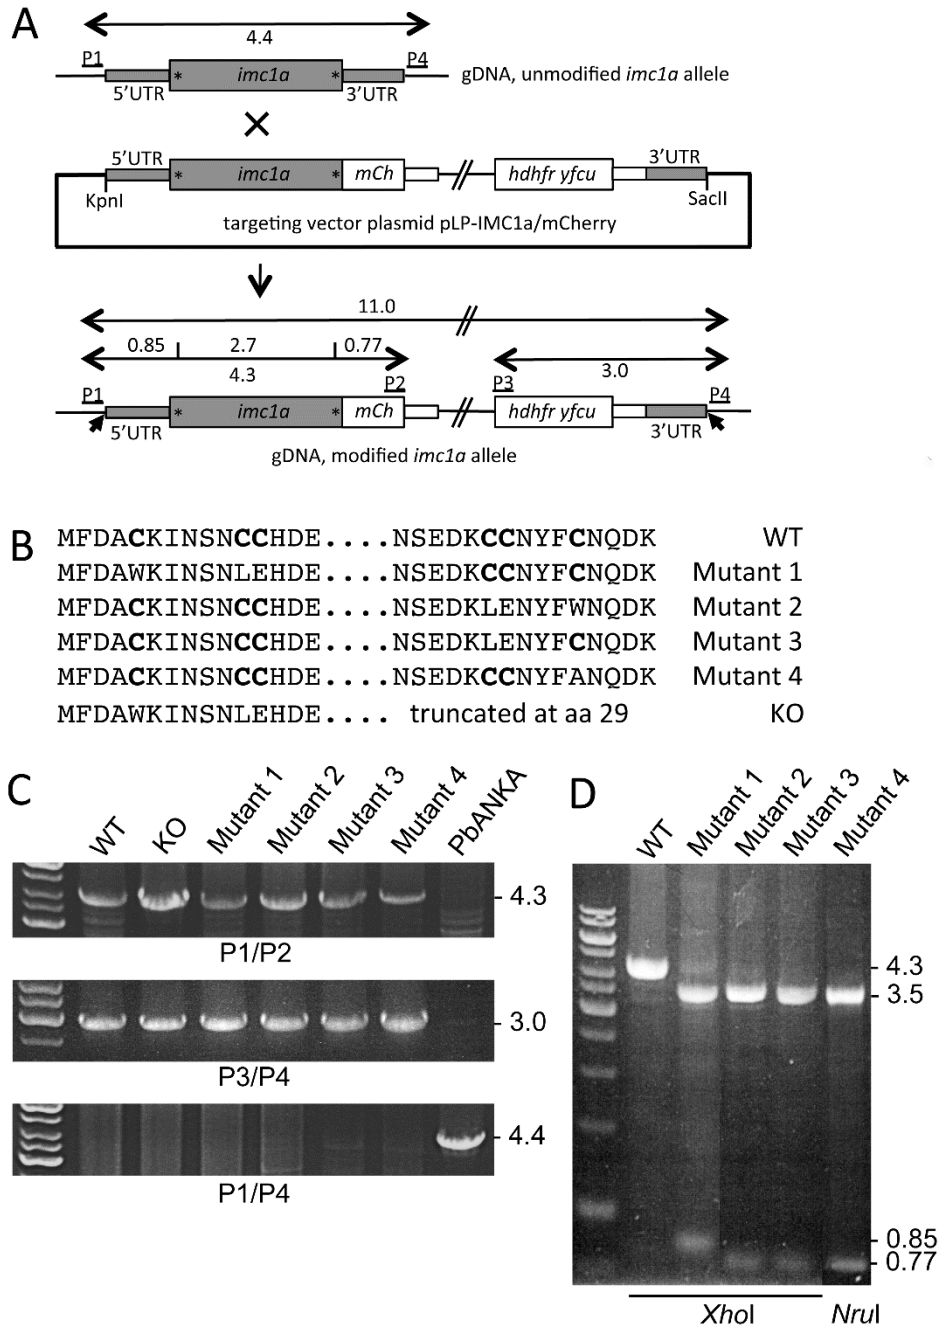 A
4.4
P1 P4
* imc1a *
gDNA, unmodified imc1a allele
5'UTR 3'UTR
5'UTR 3'UTR
* imc1a * mCh hdhfr yfcu
KpnI SacII
targeting vector plasmid pLP-IMC1a/mCherry
11.0
0.85 2.7 0.77
4.3 3.0
P1 P2 P3 P4
* imc1a * mCh hdhfr yfcu
5'UTR 3'UTR
gDNA, modified imc1a allele
B
MFDACKINSNCCHDE....NSEDKCCNYFCNQDK WT
MFDAWKINSNLEHDE....NSEDKCCNYFCNQDK Mutant 1
MFDACKINSNCCHDE....NSEDKLENYFWNQDK Mutant 2
MFDACKINSNCCHDE....NSEDKLENYFCNQDK Mutant 3
MFDACKINSNCCHDE....NSEDKCCNYFANQDK Mutant 4
MFDAWKINSNLEHDE.... truncated at aa 29 KO
C
WT KO Mutant 1 Mutant 2 Mutant 3 Mutant 4 PbANKA
4.3
P1/P2
3.0
P3/P4
4.4
P1/P4
D
WT Mutant 1 Mutant 2 Mutant 3 Mutant 4
4.3
3.5
0.85
0.77
XhoI NruI